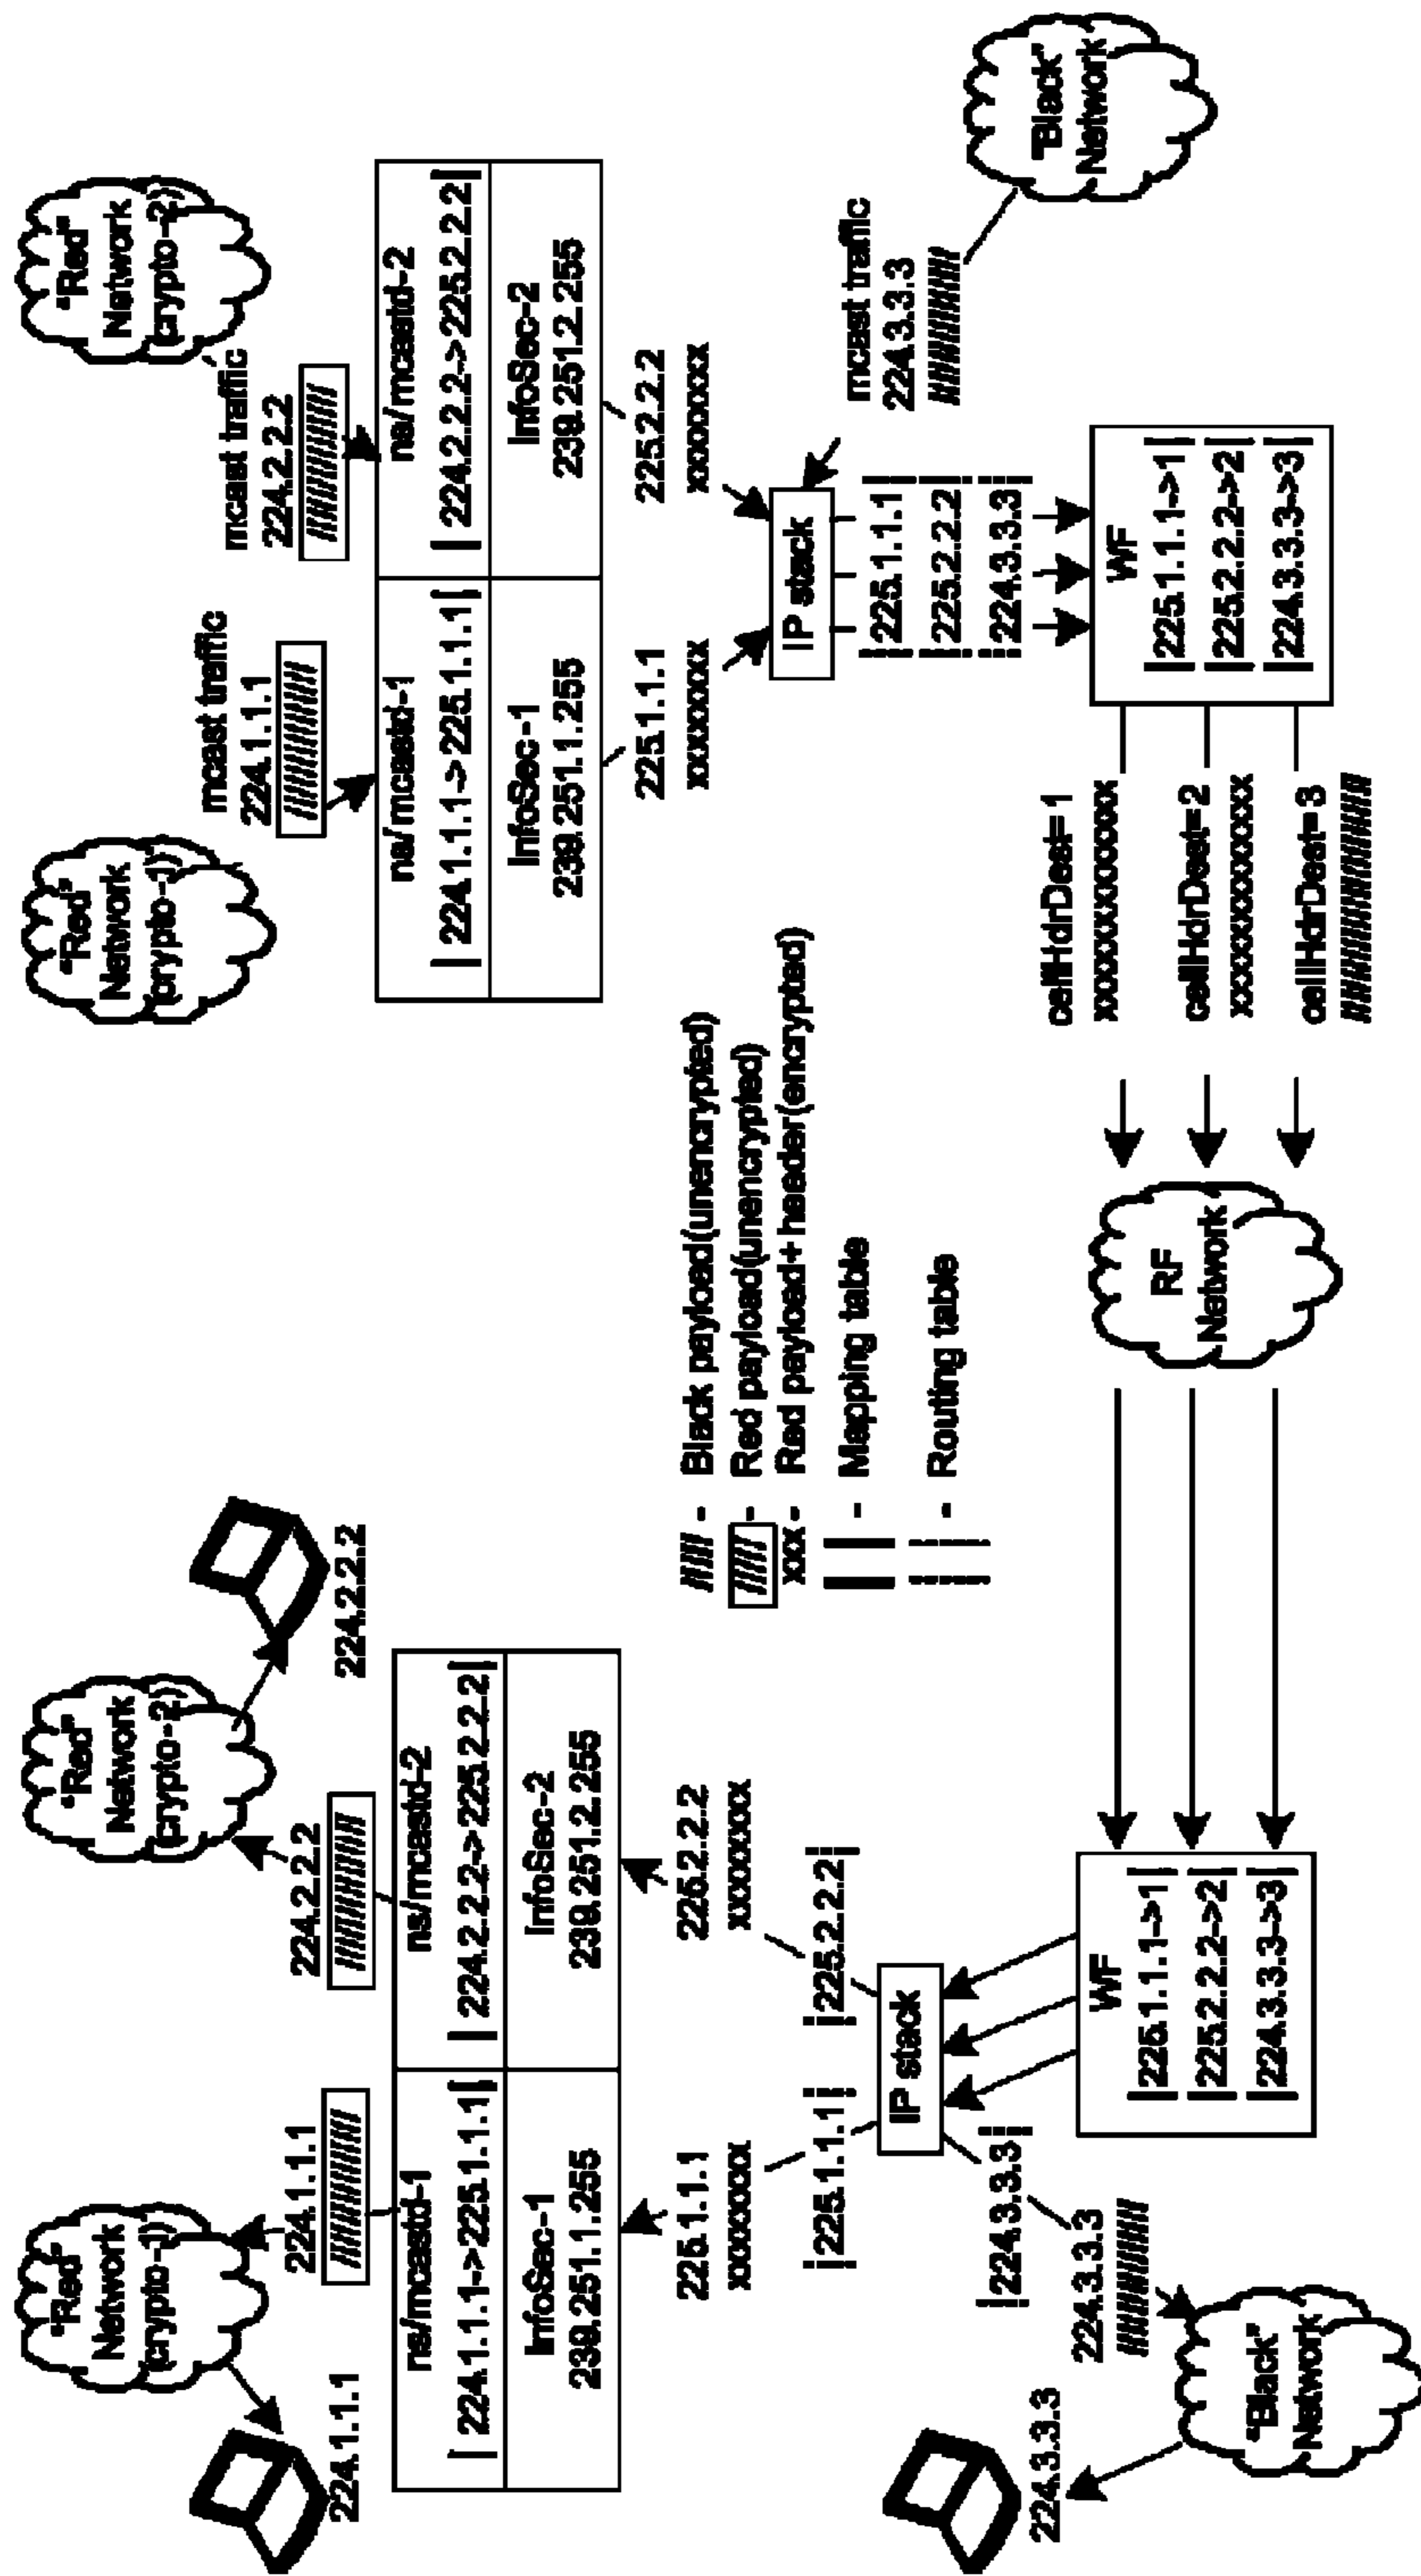 "Red"
Network
(crypto-1)
224.1.1.1
224.1.1.1
"Red"
Network
(crypto-2)
224.2.2.2
224.2.2.2
ns/mcastd-1
|224.1.1.1->225.1.1.1|
InfoSec-1
239.251.1.255
ns/mcastd-2
|224.2.2.2->225.2.2.2|
InfoSec-2
239.251.2.255
225.1.1.1
xxxxxxx
225.2.2.2
xxxxxxx
|225.1.1.1|
|225.2.2.2|
IP stack
|224.3.3.3|
224.3.3.3
"Black"
Network
224.3.3.3
WF
|225.1.1.1->1|
|225.2.2.2->2|
|224.3.3.3->3|
//// - Black payload(unencrypted)
///// - Red payload(unencrypted)
xxx - Red payload+header(encrypted)
|| - Mapping table
|| - Routing table
RF
Network
"Red"
Network
(crypto-1)
mcast traffic
224.1.1.1
"Red"
Network
(crypto-2)
mcast traffic
224.2.2.2
ns/mcastd-1
|224.1.1.1->225.1.1.1|
InfoSec-1
239.251.1.255
ns/mcastd-2
|224.2.2.2->225.2.2.2|
InfoSec-2
239.251.2.255
225.1.1.1
xxxxxxx
225.2.2.2
xxxxxxx
IP stack
mcast traffic
224.3.3.3
"Black"
Network
|225.1.1.1|
|225.2.2.2|
|224.3.3.3|
WF
|225.1.1.1->1|
|225.2.2.2->2|
|224.3.3.3->3|
cellHdrDest=1
xxxxxxxxxxxxx
cellHdrDest=2
xxxxxxxxxxxxx
cellHdrDest=3